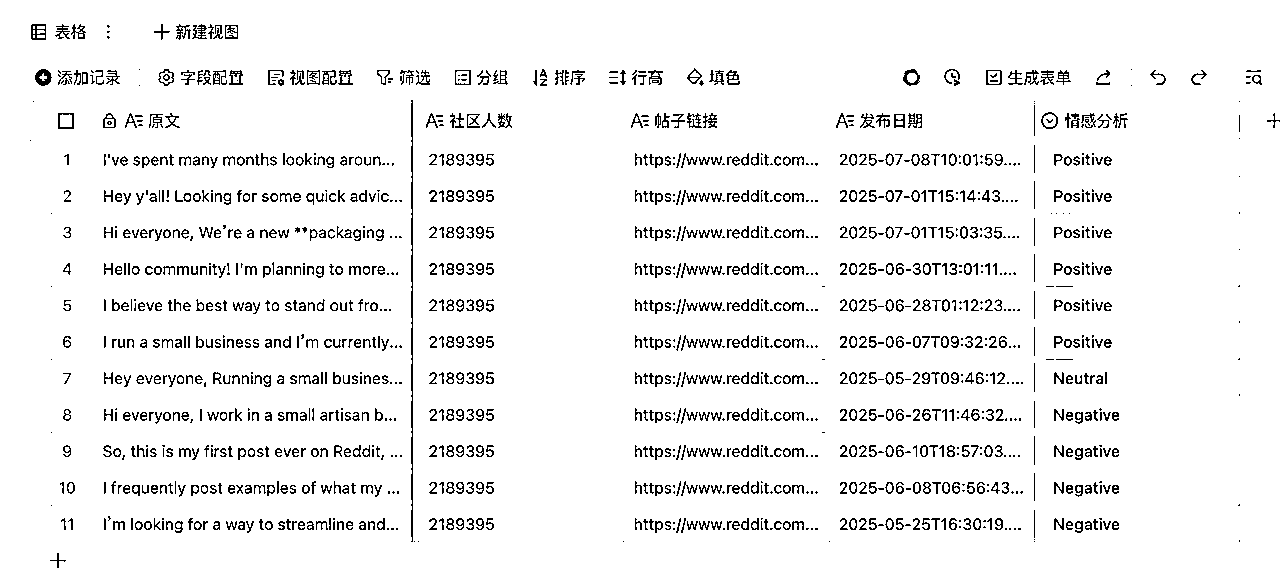 表格 新建视图
添加记录 字段配置 视图配置 筛选 分组 排序 行高 填色 生成表单
原文 社区人数 帖子链接 发布日期 情感分析
1 I've spent many months looking aroun... 2189395 https://www.reddit.com... 2025-07-08T10:01:59.... Positive
2 Hey y'all! Looking for some quick advic... 2189395 https://www.reddit.com... 2025-07-01T15:14:43.... Positive
3 Hi everyone, We're a new **packaging ... 2189395 https://www.reddit.com... 2025-07-01T15:03:35.... Positive
4 Hello community! I'm planning to more... 2189395 https://www.reddit.com... 2025-06-30T13:01:11.... Positive
5 I believe the best way to stand out fro... 2189395 https://www.reddit.com... 2025-06-28T01:12:23.... Positive
6 I run a small business and I'm currently... 2189395 https://www.reddit.com... 2025-06-07T09:32:26... Positive
7 Hey everyone, Running a small busines... 2189395 https://www.reddit.com... 2025-05-29T09:46:12.... Neutral
8 Hi everyone, I work in a small artisan b... 2189395 https://www.reddit.com... 2025-06-26T11:46:32.... Negative
9 So, this is my first post ever on Reddit, ... 2189395 https://www.reddit.com... 2025-06-10T18:57:03.... Negative
10 I frequently post examples of what my ... 2189395 https://www.reddit.com... 2025-06-08T06:56:43... Negative
11 I'm looking for a way to streamline and... 2189395 https://www.reddit.com... 2025-05-25T16:30:19.... Negative